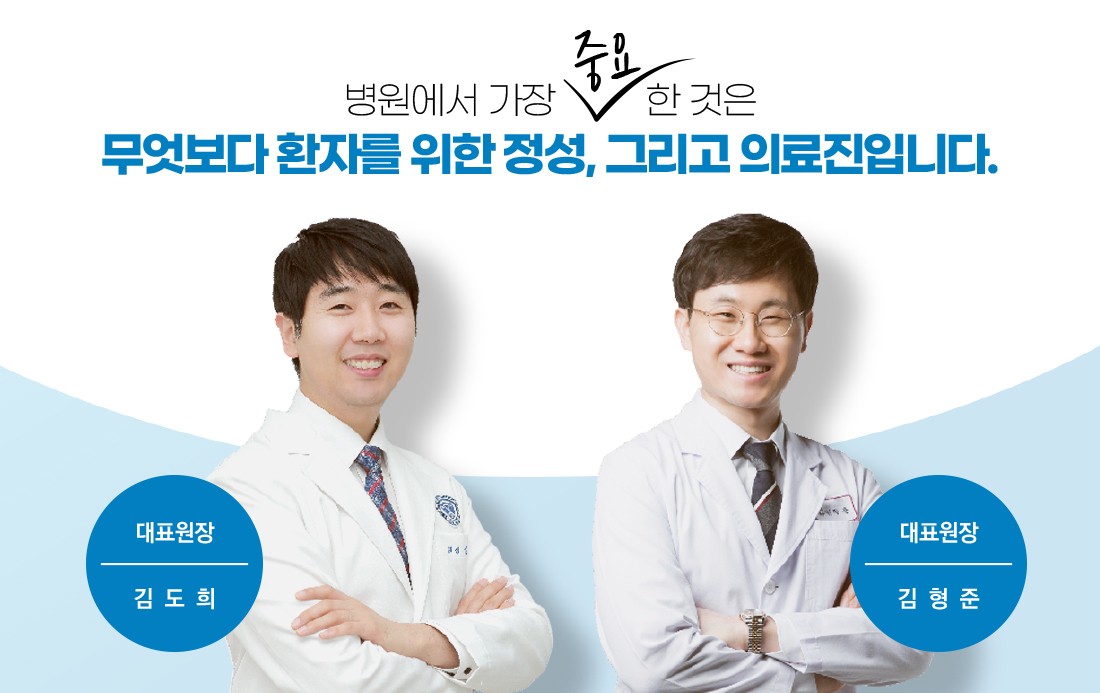 중요
병원에서 가장 한 것은
무엇보다 환자를 위한 정성, 그리고 의료진입니다.
대표원장
김도희
대표원장
김형준